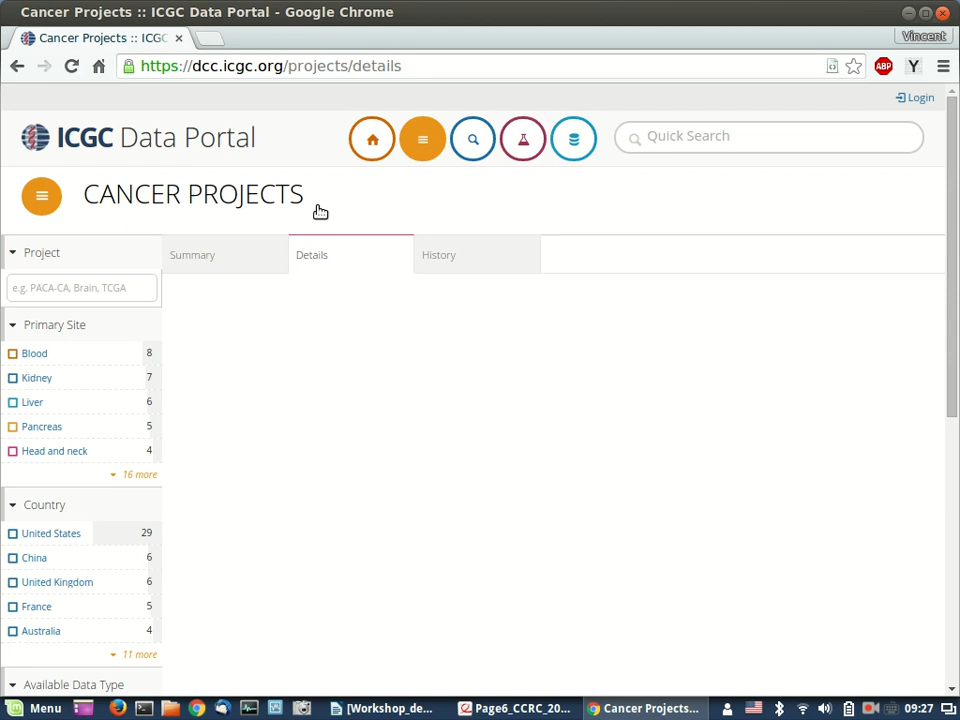 Cancer Projects :: ICGC Data Portal - Google Chrome
Cancer Projects :: ICGC
Vincent
https://dcc.icgc.org/projects/details
ABP
Y
Login
ICGC Data Portal
Quick Search
CANCER PROJECTS
Project
Summary
Details
History
e.g. PACA-CA, Brain, TCGA
Primary Site
Blood 8
Kidney 7
Liver 6
Pancreas 5
Head and neck 4
16 more
Country
United States 29
China 6
United Kingdom 6
France 5
Australia 4
11 more
Available Data Type
Menu
[Workshop_de...
Page6_CCRC_20...
Cancer Projects...
09:27